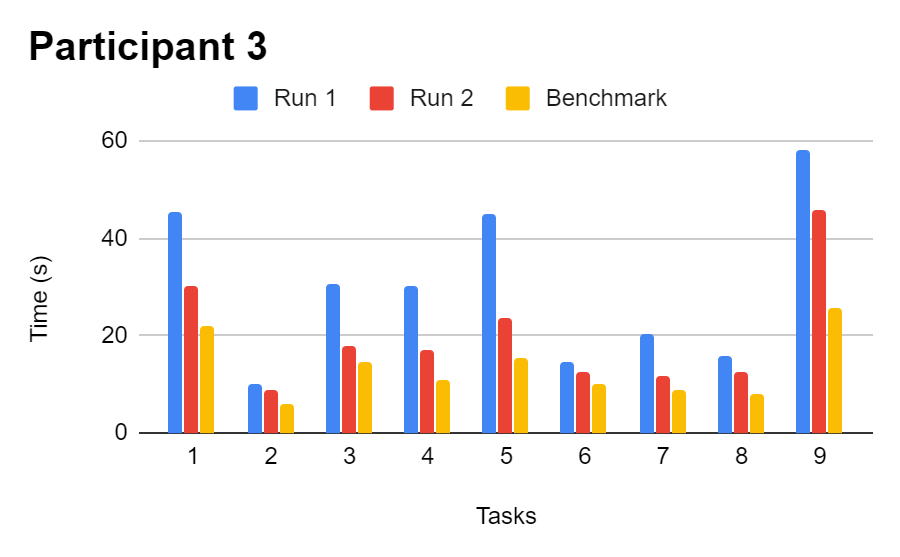 Participant 3
Run 1 Run 2 Benchmark
60
40
20
0
Time (s)
1 2 3 4 5 6 7 8 9
Tasks